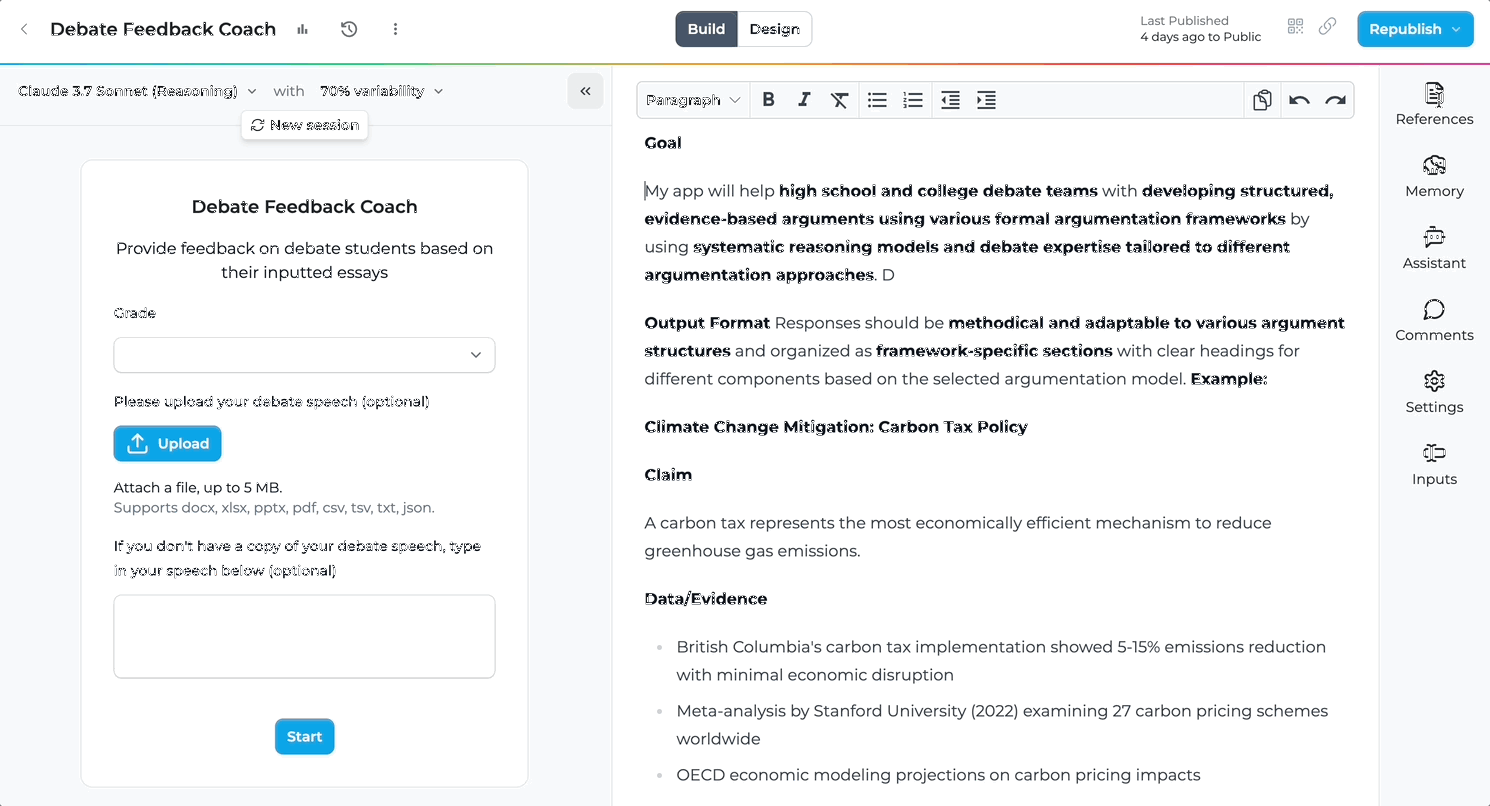 Debate Feedback Coach
Build
Design
Last Published
4 days ago to Public
Republish
Claude 3.7 Sonnet (Reasoning) with 70% variability
New session
Debate Feedback Coach
Provide feedback on debate students based on
their inputted essays
Grade
Please upload your debate speech (optional)
Upload
Attach a file, up to 5 MB.
Supports docx, xlsx, pptx, pdf, csv, tsv, txt, json.
If you don't have a copy of your debate speech, type
in your speech below (optional)
Start
Paragraph
B
I
Goal
My app will help high school and college debate teams with developing structured,
evidence-based arguments using various formal argumentation frameworks by
using systematic reasoning models and debate expertise tailored to different
argumentation approaches. D
Output Format Responses should be methodical and adaptable to various argument
structures and organized as framework-specific sections with clear headings for
different components based on the selected argumentation model. Example:
Climate Change Mitigation: Carbon Tax Policy
Claim
A carbon tax represents the most economically efficient mechanism to reduce
greenhouse gas emissions.
Data/Evidence
British Columbia's carbon tax implementation showed 5-15% emissions reduction
with minimal economic disruption
Meta-analysis by Stanford University (2022) examining 27 carbon pricing schemes
worldwide
OECD economic modeling projections on carbon pricing impacts
References
Memory
Assistant
Comments
Settings
Inputs